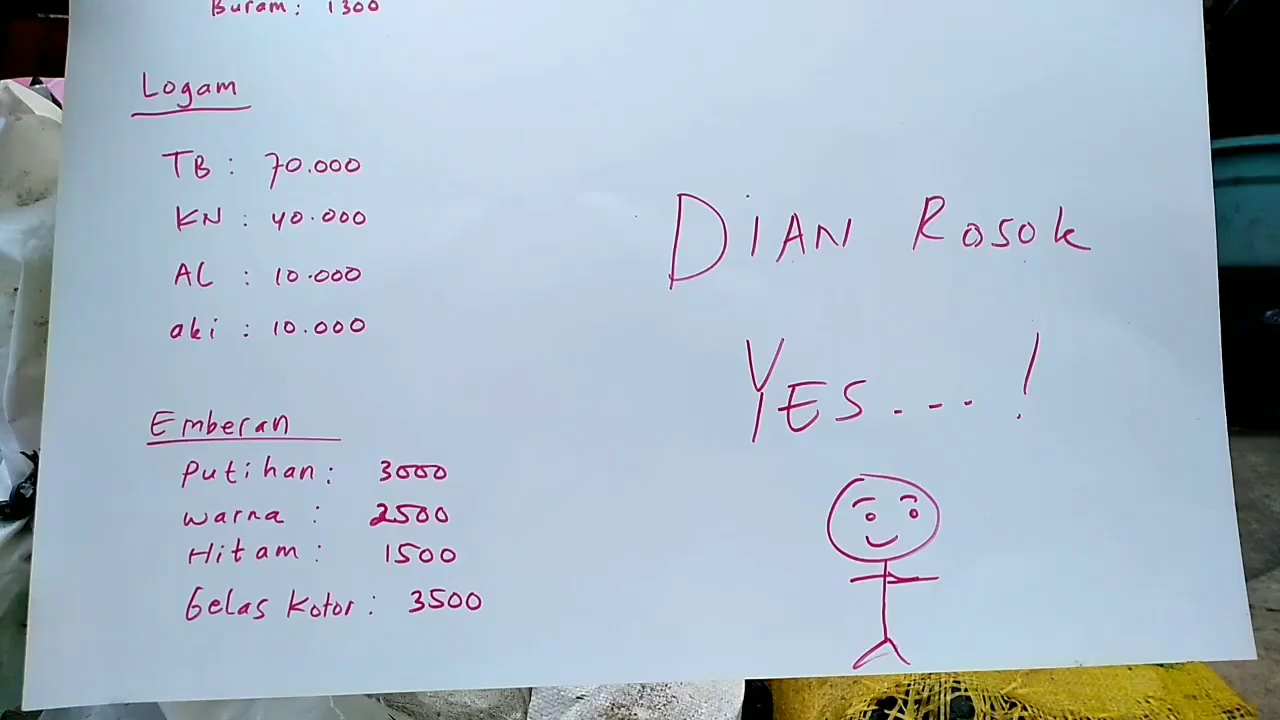 Buram: 1300
Logam
TB: 70.000
KN: 40.000
AL: 10.000
aki: 10.000
Emberan
Putihan: 3000
Warna: 2500
Hitam: 1500
Gelas Kotor: 3500
DIAN ROSOK
YES...!